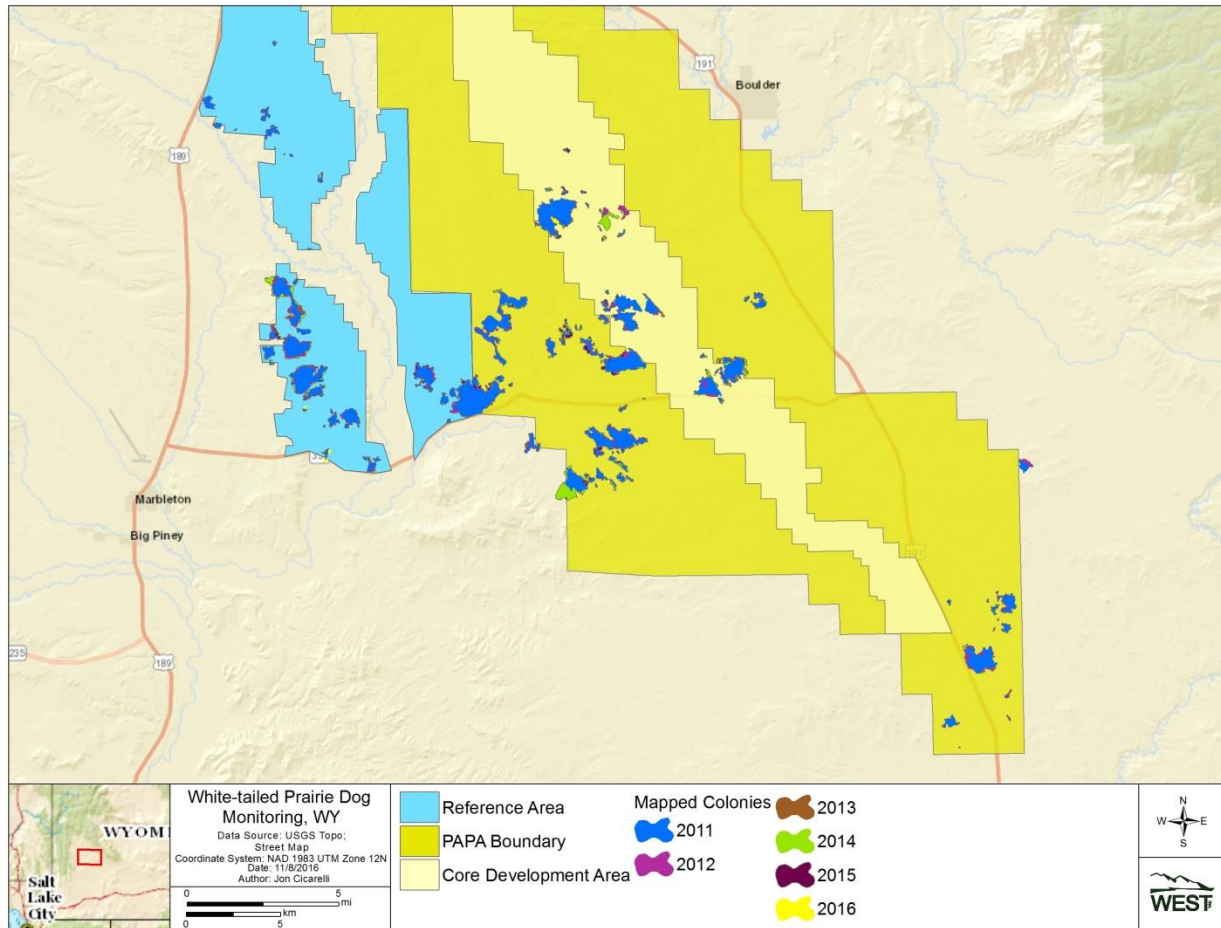 191
Boulder
189
351
Marbleton
Big Piney
191
235
189
WYOMI
Salt
Lake
City
White-tailed Prairie Dog
Monitoring, WY
Data Source: USGS Topo;
Street Map
Coordinate System: NAD 1983 UTM Zone 12N
Date: 11/8/2016
Author: Jon Cicarelli
0 5
mi
km
0 5
Reference Area
PAPA Boundary
Core Development Area
Mapped Colonies
2011
2012
2013
2014
2015
2016
N
W E
S
WEST